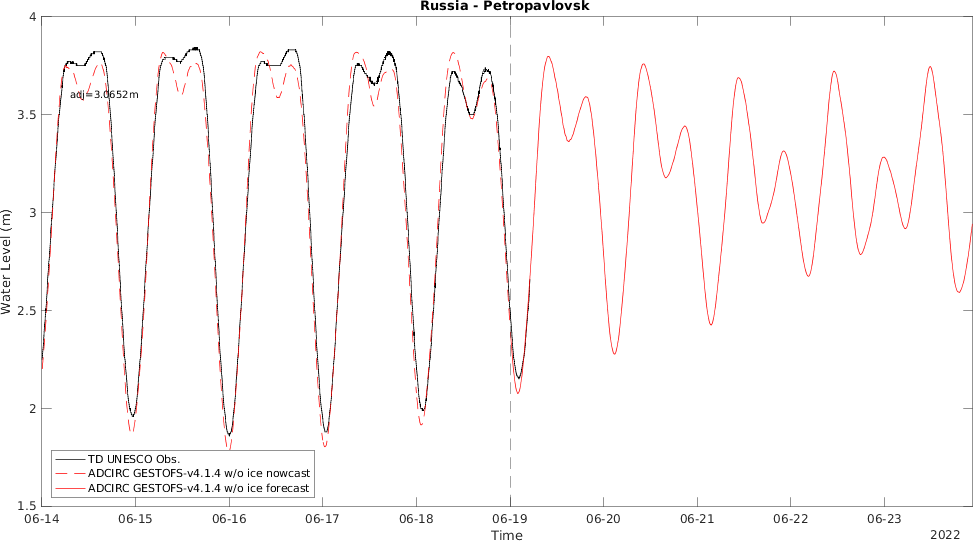 Russia - Petropavlovsk
4
3.5
3
2.5
2
1.5
Water Level (m)
adj=3.0652m
TD UNESCO Obs.
ADCIRC GESTOFS-v4.1.4 w/o ice nowcast
ADCIRC GESTOFS-v4.1.4 w/o ice forecast
06-14 06-15 06-16 06-17 06-18 06-19 06-20 06-21 06-22 06-23
Time
2022